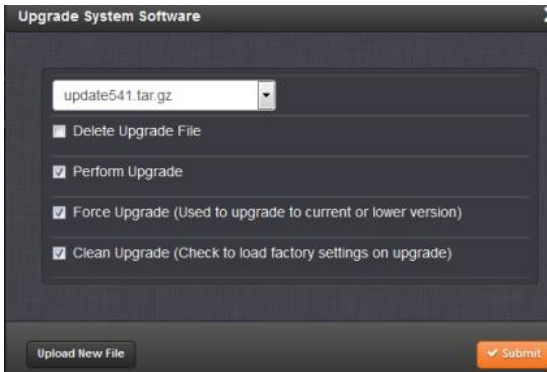 Upgrade System Software
update541.tar.gz
Delete Upgrade File
Perform Upgrade
Force Upgrade (Used to upgrade to current or lower version)
Clean Upgrade (Check to load factory settings on upgrade)
Upload New File
Submit